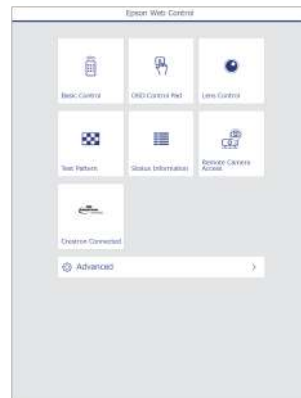 Epson Web Control
Basic Control
OSD Control Pad
Lens Control
Test Pattern
Status Information
Remote Camera
Access
Crestron Connected
Advanced